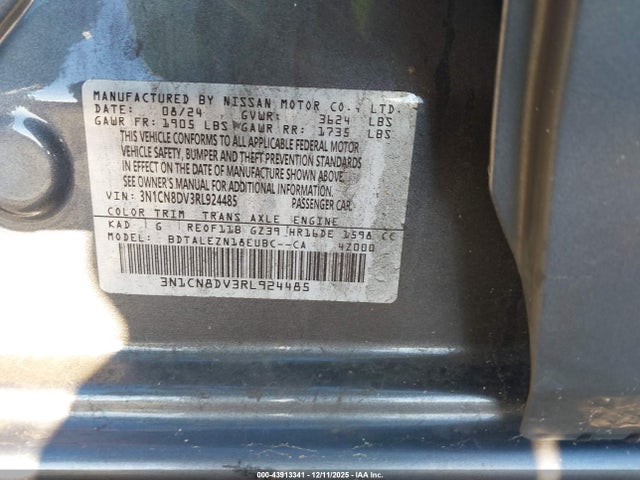 MANUFACTURED BY NISSAN MOTOR CO., LTD.
DATE: 08/24 GVWR: 3624 LBS
GAWR FR: 1905 LBS GAWR RR: 1735 LBS
THIS VEHICLE CONFORMS TO ALL APPLICABLE FEDERAL MOTOR
VEHICLE SAFETY, BUMPER AND THEFT PREVENTION STANDARDS
IN EFFECT ON THE DATE OF MANUFACTURE SHOWN ABOVE.
SEE OWNER'S MANUAL FOR ADDITIONAL INFORMATION.
VIN: 3N1CN8DV3RL924485 PASSENGER CAR
COLOR TRIM TRANS AXLE ENGINE
KAD G RE0F11B GZ39 HR16DE 1598 CC
MODEL: BDTALEZN18EUBC--CA 42000
3N1CN8DV3RL924485
000-43913341 - 12/11/2025 - IAA Corp.